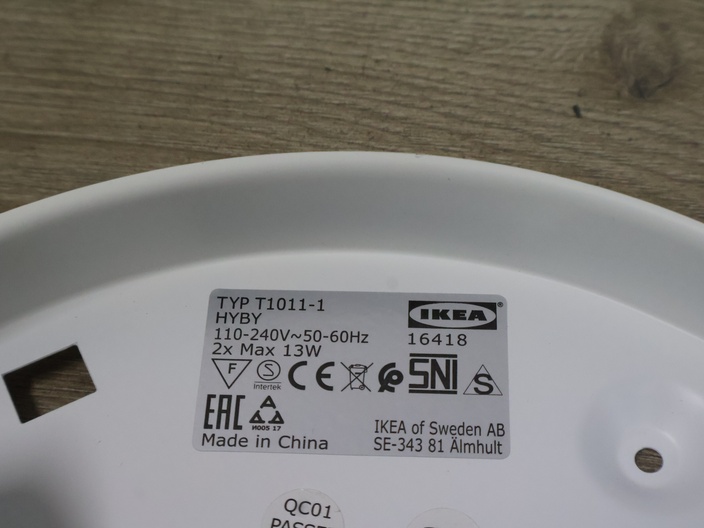 TYP T1011-1
HYBY
110-240V~50-60Hz
2x Max 13W
IKEA®
16418
F S Intertek CE SNI S
EAC
И005 17
Made in China
IKEA of Sweden AB
SE-343 81 Älmhult
QC01